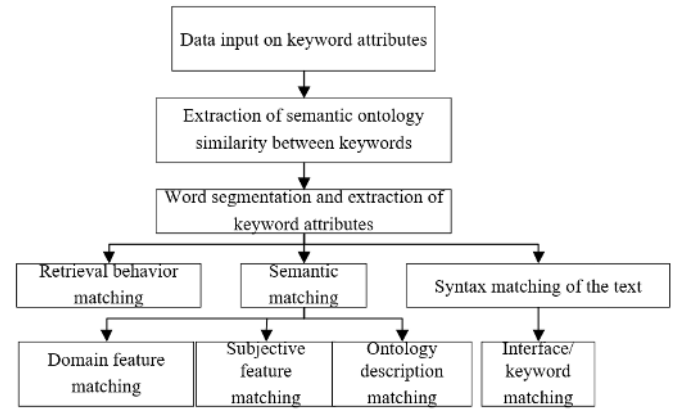 Data input on keyword attributes
Extraction of semantic ontology
similarity between keywords
Word segmentation and extraction of
keyword attributes
Retrieval behavior
matching
Semantic
matching
Syntax matching of the text
Domain feature
matching
Subjective
feature
matching
Ontology
description
matching
Interface/
keyword
matching